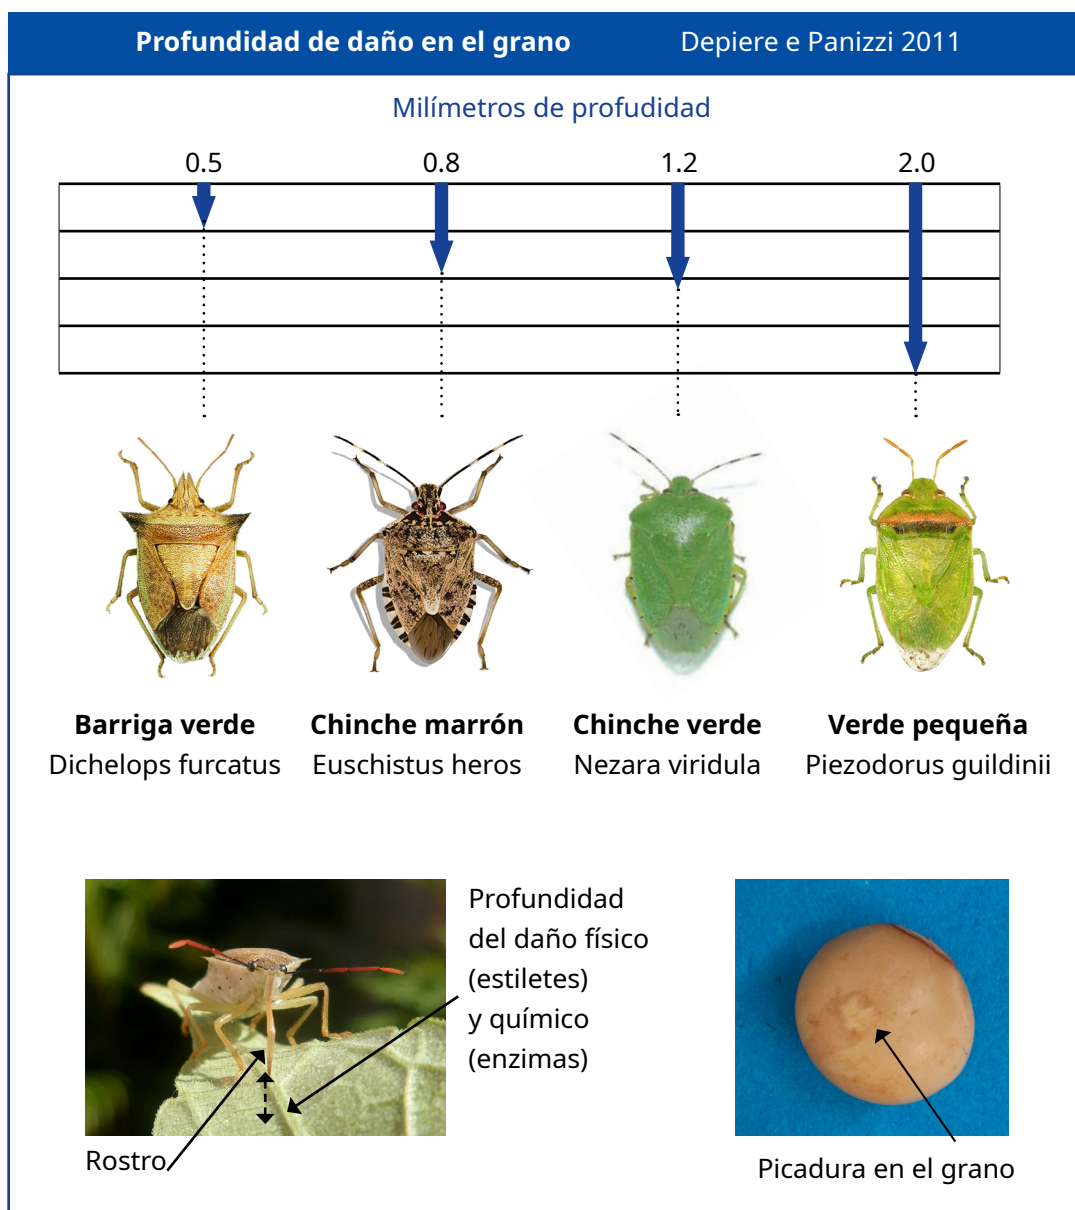 Profundidad de daño en el grano Depiere e Panizzi 2011
Milímetros de profudidad
0.5 0.8 1.2 2.0
Barriga verde Chinche marrón Chinche verde Verde pequeña
Dichelops furcatus Euschistus heros Nezara viridula Piezodorus guildinii
Profundidad
del daño físico
(estiletes)
y químico
(enzimas)
Rostro
Picadura en el grano